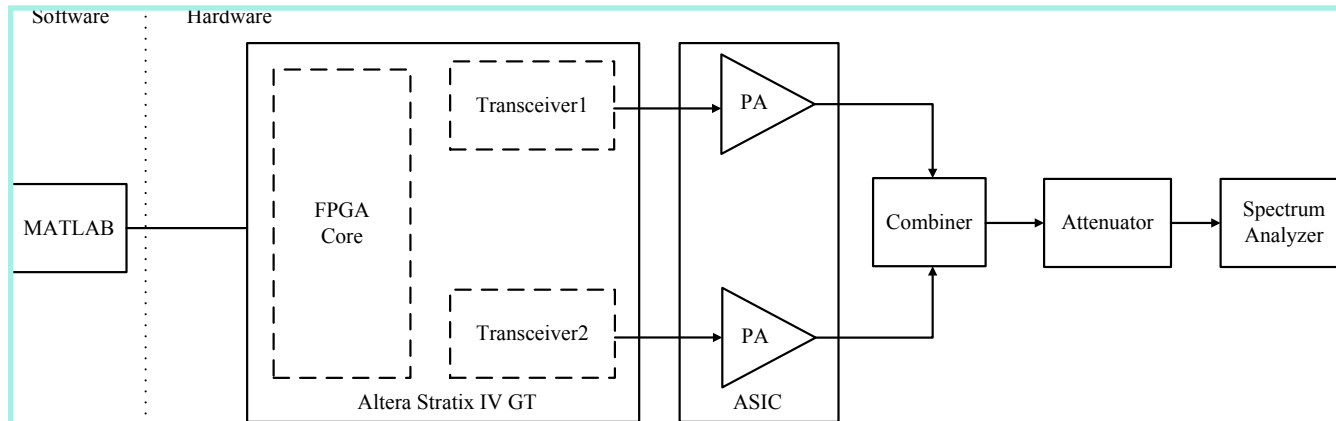 Software
Hardware
MATLAB
FPGA
Core
Transceiver1
Transceiver2
Altera Stratix IV GT
PA
PA
ASIC
Combiner
Attenuator
Spectrum
Analyzer